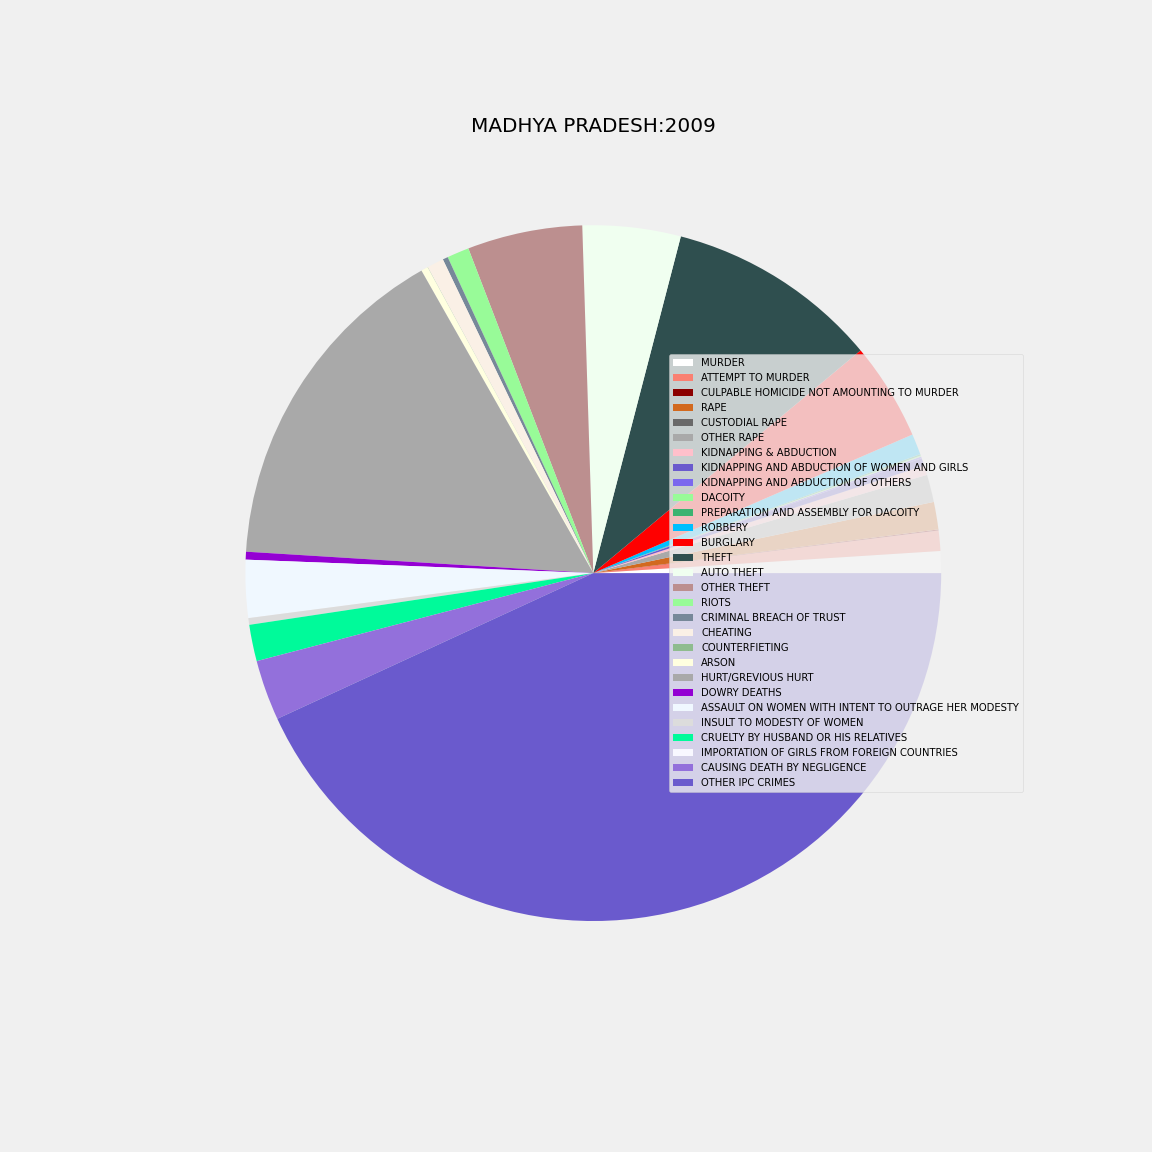 MADHYA PRADESH:2009
MURDER
ATTEMPT TO MURDER
CULPABLE HOMICIDE NOT AMOUNTING TO MURDER
RAPE
CUSTODIAL RAPE
OTHER RAPE
KIDNAPPING & ABDUCTION
KIDNAPPING AND ABDUCTION OF WOMEN AND GIRLS
KIDNAPPING AND ABDUCTION OF OTHERS
DACOITY
PREPARATION AND ASSEMBLY FOR DACOITY
ROBBERY
BURGLARY
THEFT
AUTO THEFT
OTHER THEFT
RIOTS
CRIMINAL BREACH OF TRUST
CHEATING
COUNTERFIETING
ARSON
HURT/GREVIOUS HURT
DOWRY DEATHS
ASSAULT ON WOMEN WITH INTENT TO OUTRAGE HER MODESTY
INSULT TO MODESTY OF WOMEN
CRUELTY BY HUSBAND OR HIS RELATIVES
IMPORTATION OF GIRLS FROM FOREIGN COUNTRIES
CAUSING DEATH BY NEGLIGENCE
OTHER IPC CRIMES